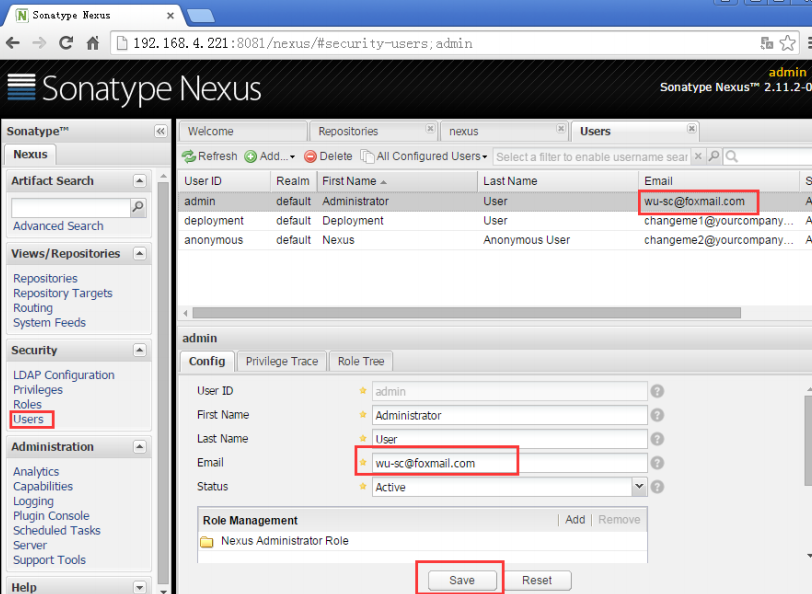 Sonatype Nexus
192.168.4.221:8081/nexus/#security-users;admin
Sonatype Nexus
admin
Sonatype Nexus™ 2.11.2-0
Sonatype™
Nexus
Artifact Search
Advanced Search
Views/Repositories
Repositories
Repository Targets
Routing
System Feeds
Security
LDAP Configuration
Privileges
Roles
Users
Administration
Analytics
Capabilities
Logging
Plugin Console
Scheduled Tasks
Server
Support Tools
Help
Welcome Repositories nexus Users
Refresh Add... Delete All Configured Users Select a filter to enable username sear
User ID Realm First Name Last Name Email S
admin default Administrator User wu-sc@foxmail.com A
deployment default Deployment User changeme1@yourcompany... A
anonymous default Nexus Anonymous User changeme2@yourcompany... A
admin
Config Privilege Trace Role Tree
User ID admin
First Name Administrator
Last Name User
Email wu-sc@foxmail.com
Status Active
Role Management Add Remove
Nexus Administrator Role
Save Reset